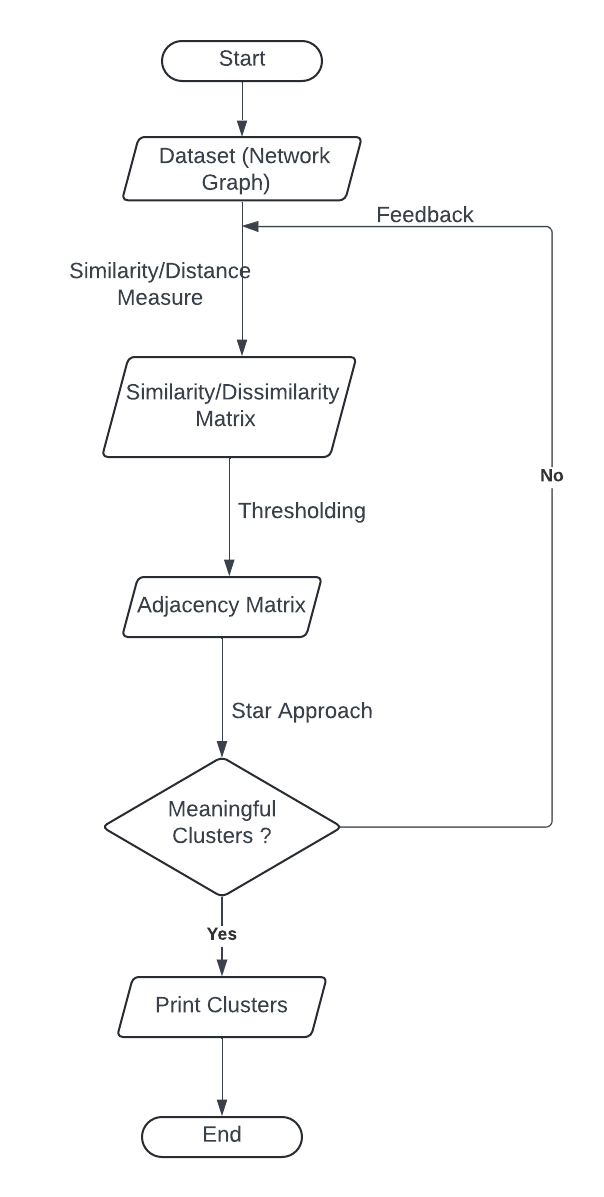 Start
Dataset (Network
Graph)
Feedback
Similarity/Distance
Measure
Similarity/Dissimilarity
Matrix
No
Thresholding
Adjacency Matrix
Star Approach
Meaningful
Clusters ?
Yes
Print Clusters
End